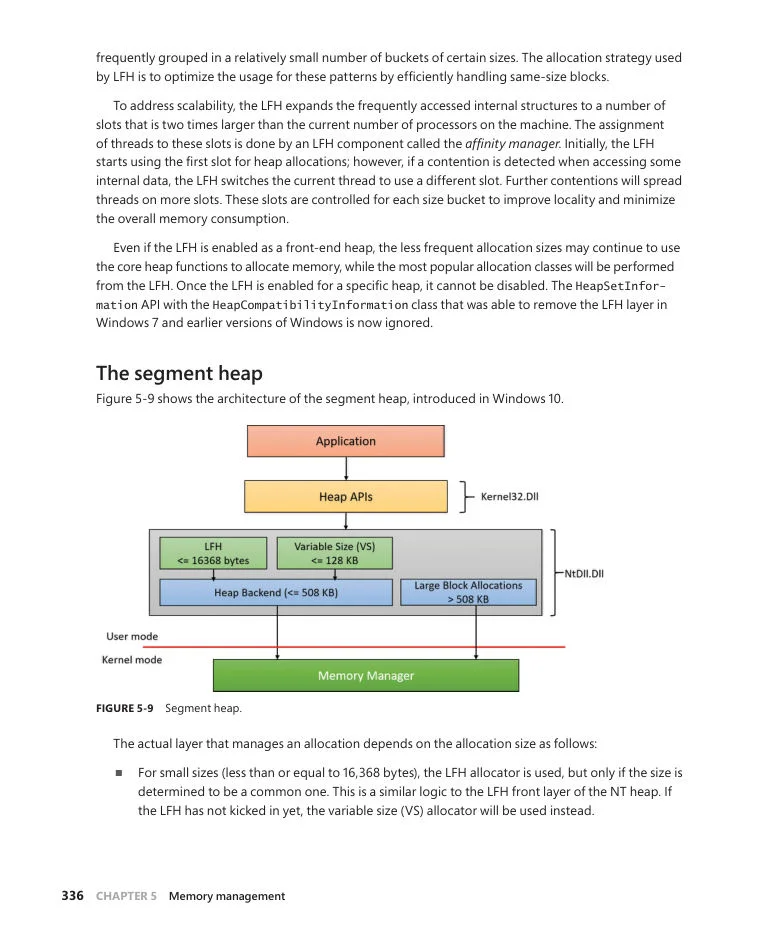 frequently grouped in a relatively small number of buckets of certain sizes. The allocation strategy used
by LFH is to optimize the usage for these patterns by efficiently handling same-size blocks.
To address scalability, the LFH expands the frequently accessed internal structures to a number of
slots that is two times larger than the current number of processors on the machine. The assignment
of threads to these slots is done by an LFH component called the affinity manager. Initially, the LFH
starts using the first slot for heap allocations; however, if a contention is detected when accessing some
internal data, the LFH switches the current thread to use a different slot. Further contentions will spread
threads on more slots. These slots are controlled for each size bucket to improve locality and minimize
the overall memory consumption.
Even if the LFH is enabled as a front-end heap, the less frequent allocation sizes may continue to use
the core heap functions to allocate memory, while the most popular allocation classes will be performed
from the LFH. Once the LFH is enabled for a specific heap, it cannot be disabled. The HeapSetInfor-
mation API with the HeapCompatibilityInformation class that was able to remove the LFH layer in
Windows 7 and earlier versions of Windows is now ignored.
The segment heap
Figure 5-9 shows the architecture of the segment heap, introduced in Windows 10.
Application
Heap APIs
Kernel32.Dll
LFH
<= 16368 bytes
Variable Size (VS)
<= 128 KB
Heap Backend (<= 508 KB)
Large Block Allocations
> 508 KB
NtDll.Dll
User mode
Kernel mode
Memory Manager
FIGURE 5-9 Segment heap.
The actual layer that manages an allocation depends on the allocation size as follows:
■ For small sizes (less than or equal to 16,368 bytes), the LFH allocator is used, but only if the size is
determined to be a common one. This is a similar logic to the LFH front layer of the NT heap. If
the LFH has not kicked in yet, the variable size (VS) allocator will be used instead.
336 CHAPTER 5 Memory management